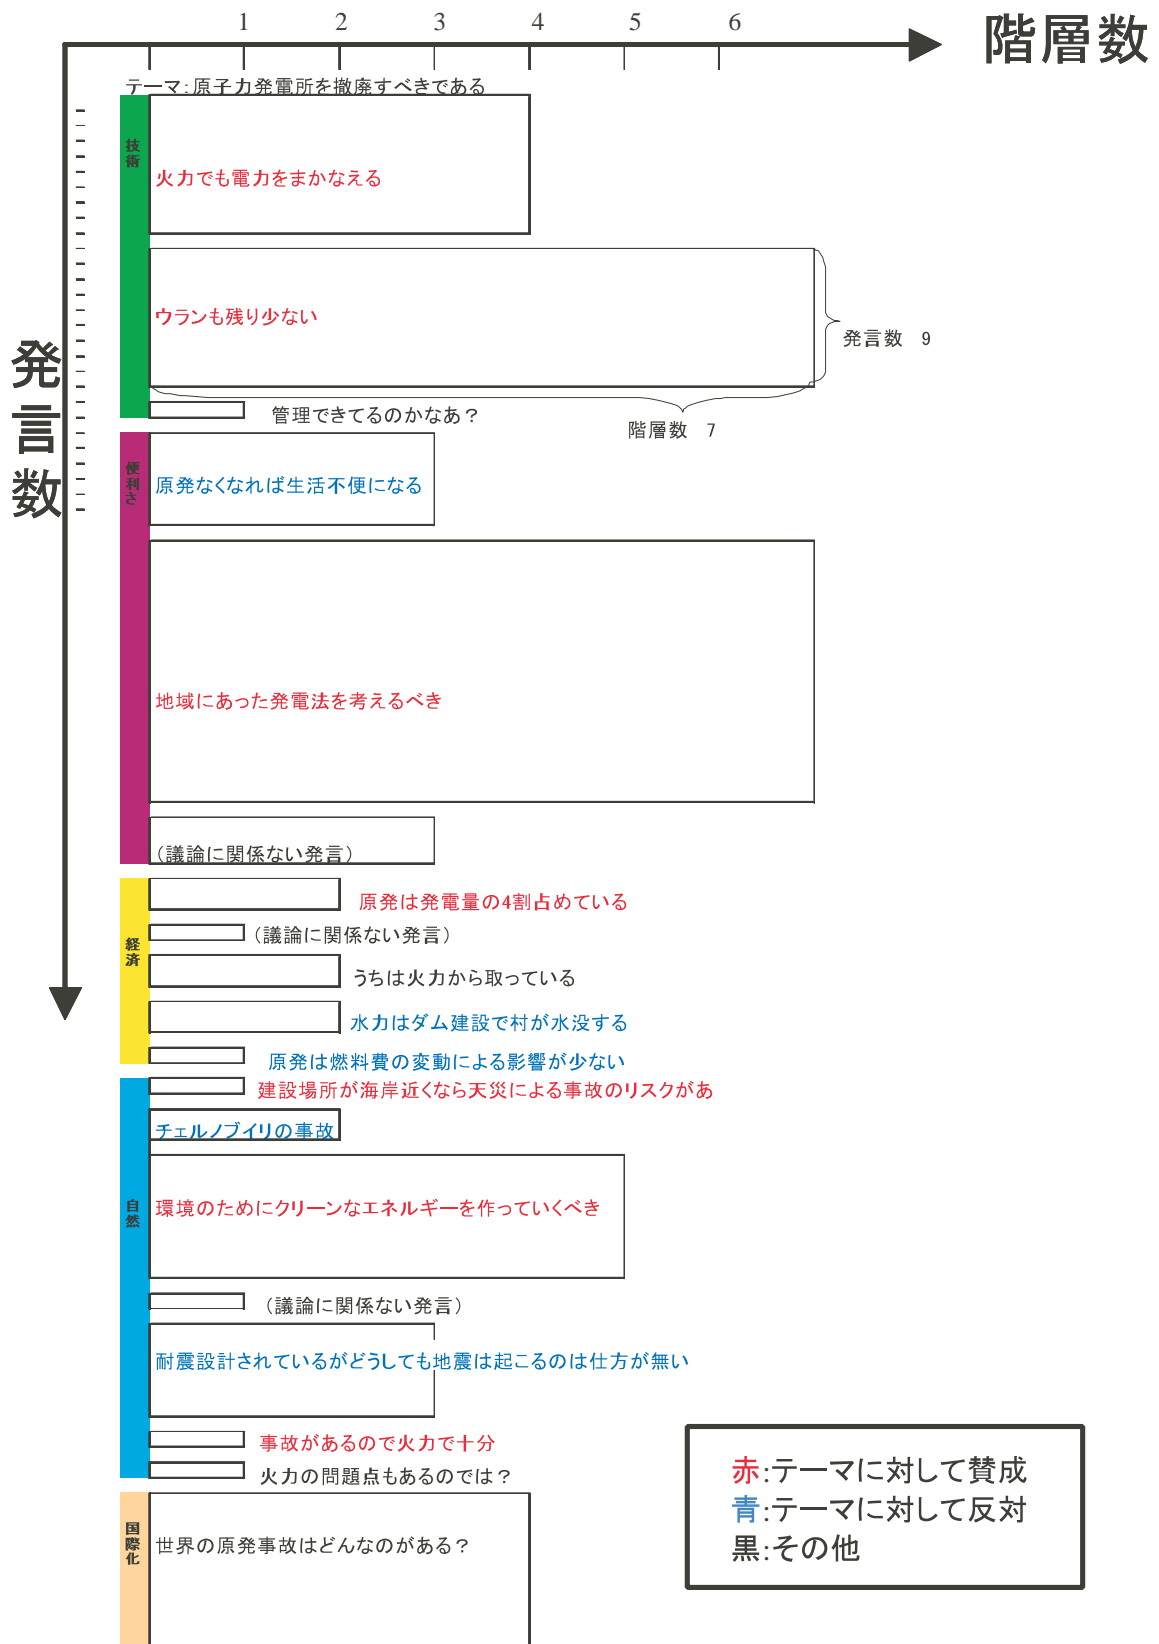 1 2 3 4 5 6
階層数
テーマ:原子力発電所を撤廃すべきである
技術
火力でも電力をまかなえる
ウランも残り少ない
発言数 9
発言数
管理できてるのかなあ?
階層数 7
便利さ
原発なくなれば生活不便になる
地域にあった発電法を考えるべき
(議論に関係ない発言)
経済
原発は発電量の4割占めている
(議論に関係ない発言)
うちは火力から取っている
水力はダム建設で村が水没する
原発は燃料費の変動による影響が少ない
自然
建設場所が海岸近くなら天災による事故のリスクがあ
チェルノブイリの事故
環境のためにクリーンなエネルギーを作っていくべき
(議論に関係ない発言)
耐震設計されているがどうしても地震は起こるのは仕方が無い
事故があるので火力で十分
火力の問題点もあるのでは?
国際化
世界の原発事故はどんなのがある?
赤:テーマに対して賛成
青:テーマに対して反対
黒:その他